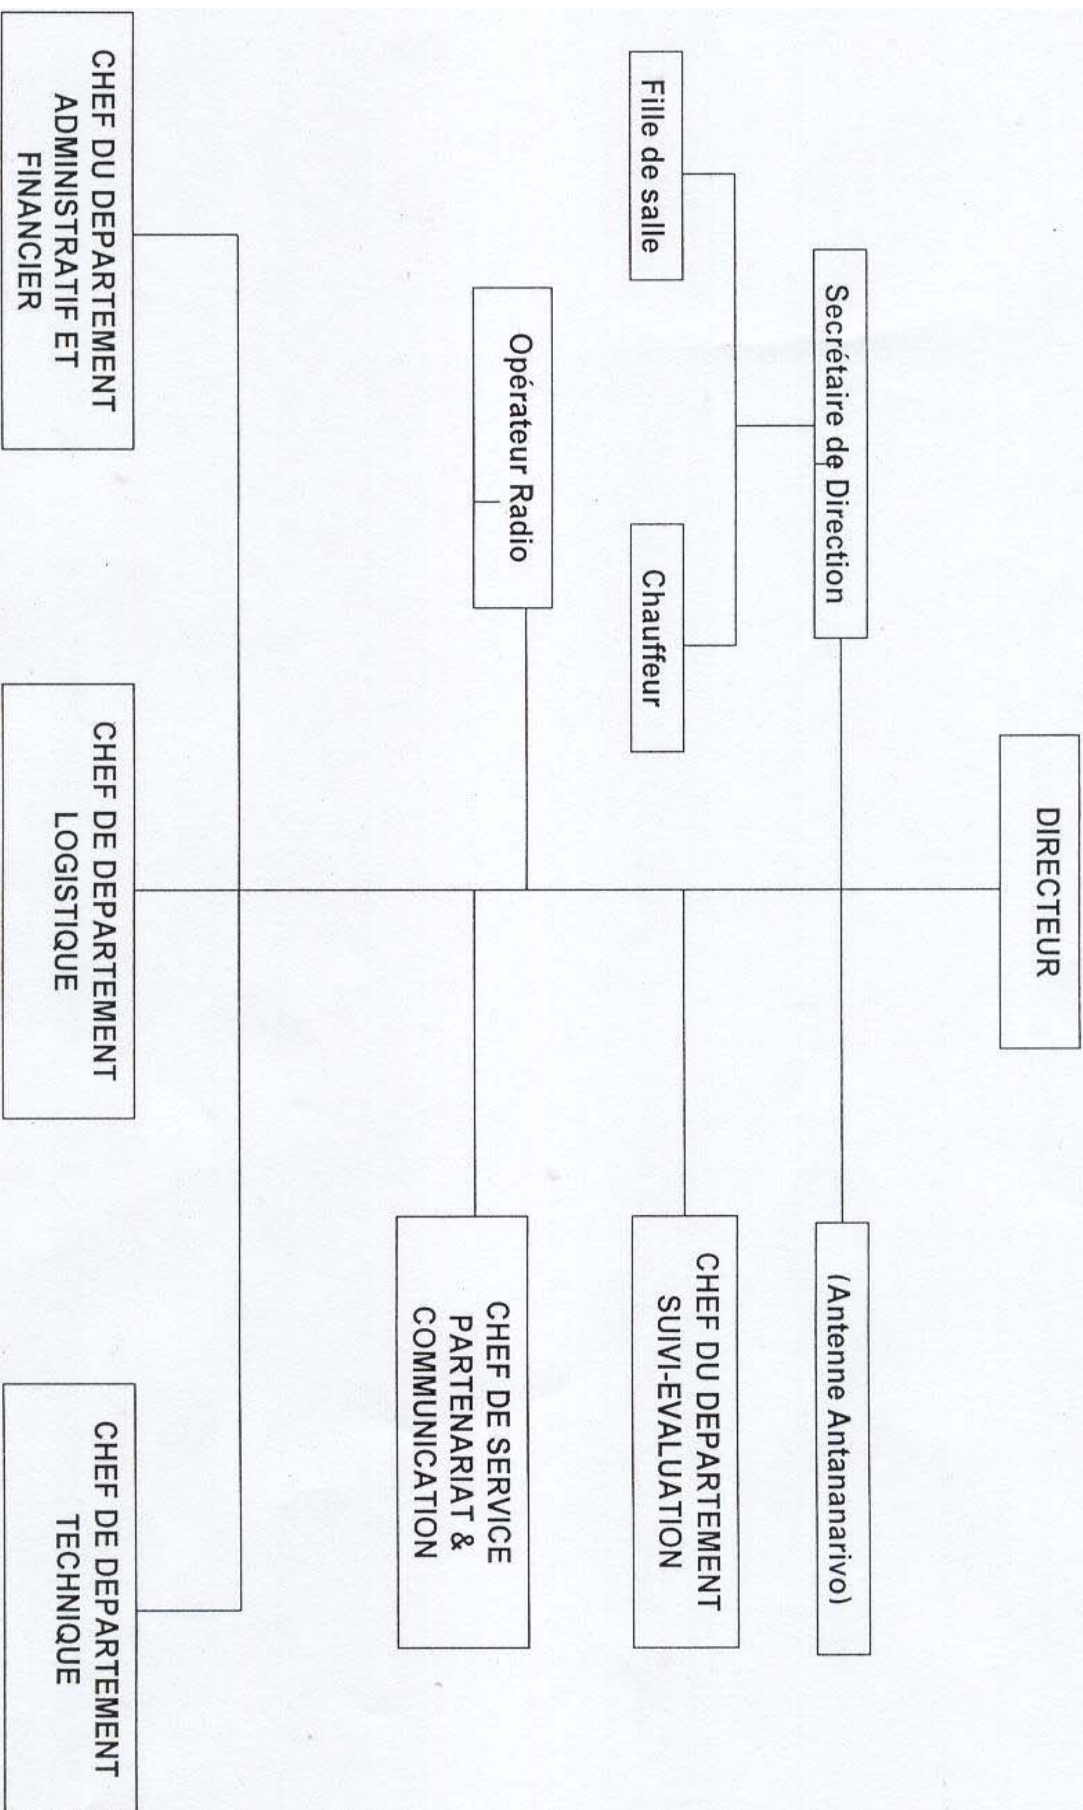 DIRECTEUR
Secrétaire de Direction
(Antenne Antananarivo)
Fille de salle
Chauffeur
CHEF DU DEPARTEMENT
SUIVI-EVALUATION
Opérateur Radio
CHEF DE SERVICE
PARTENARIAT &
COMMUNICATION
CHEF DU DEPARTEMENT
ADMINISTRATIF ET
FINANCIER
CHEF DE DEPARTEMENT
LOGISTIQUE
CHEF DE DEPARTEMENT
TECHNIQUE